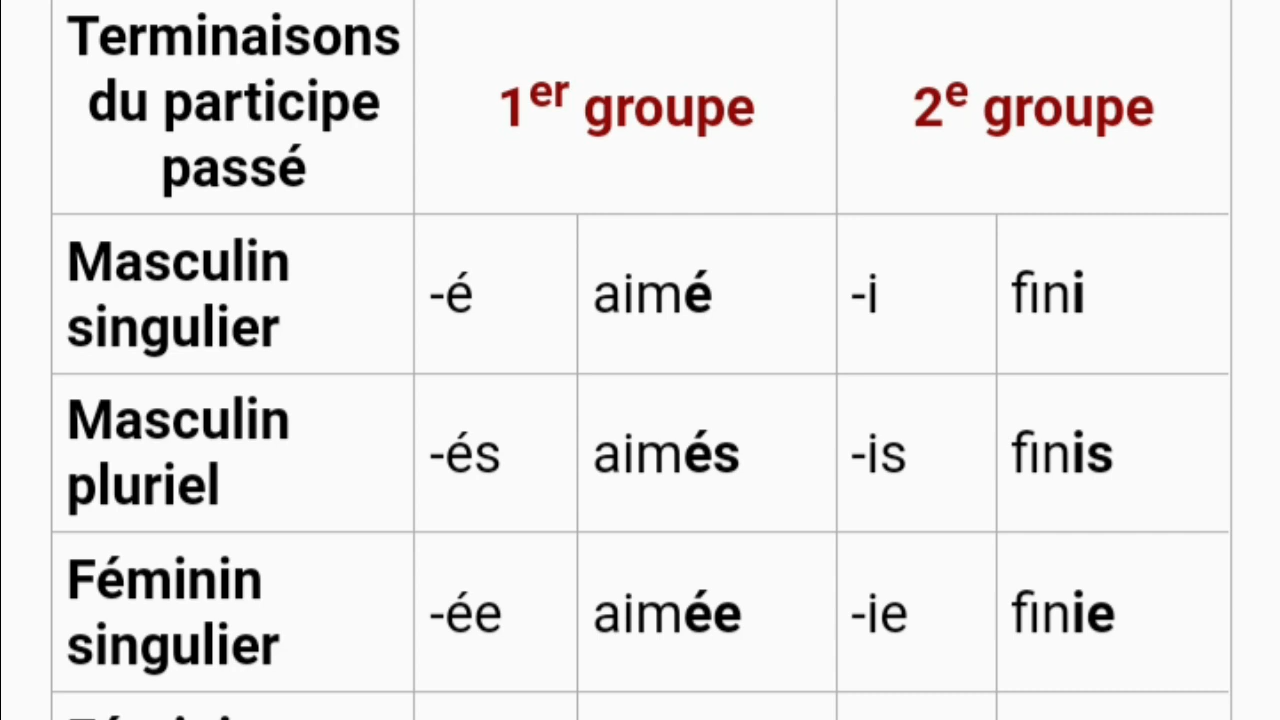 Terminaisons
du participe
passé
1er groupe
2e groupe
Masculin
singulier
-é
aimé
-i
fini
Masculin
pluriel
-és
aimés
-is
finis
Féminin
singulier
-ée
aimée
-ie
finie